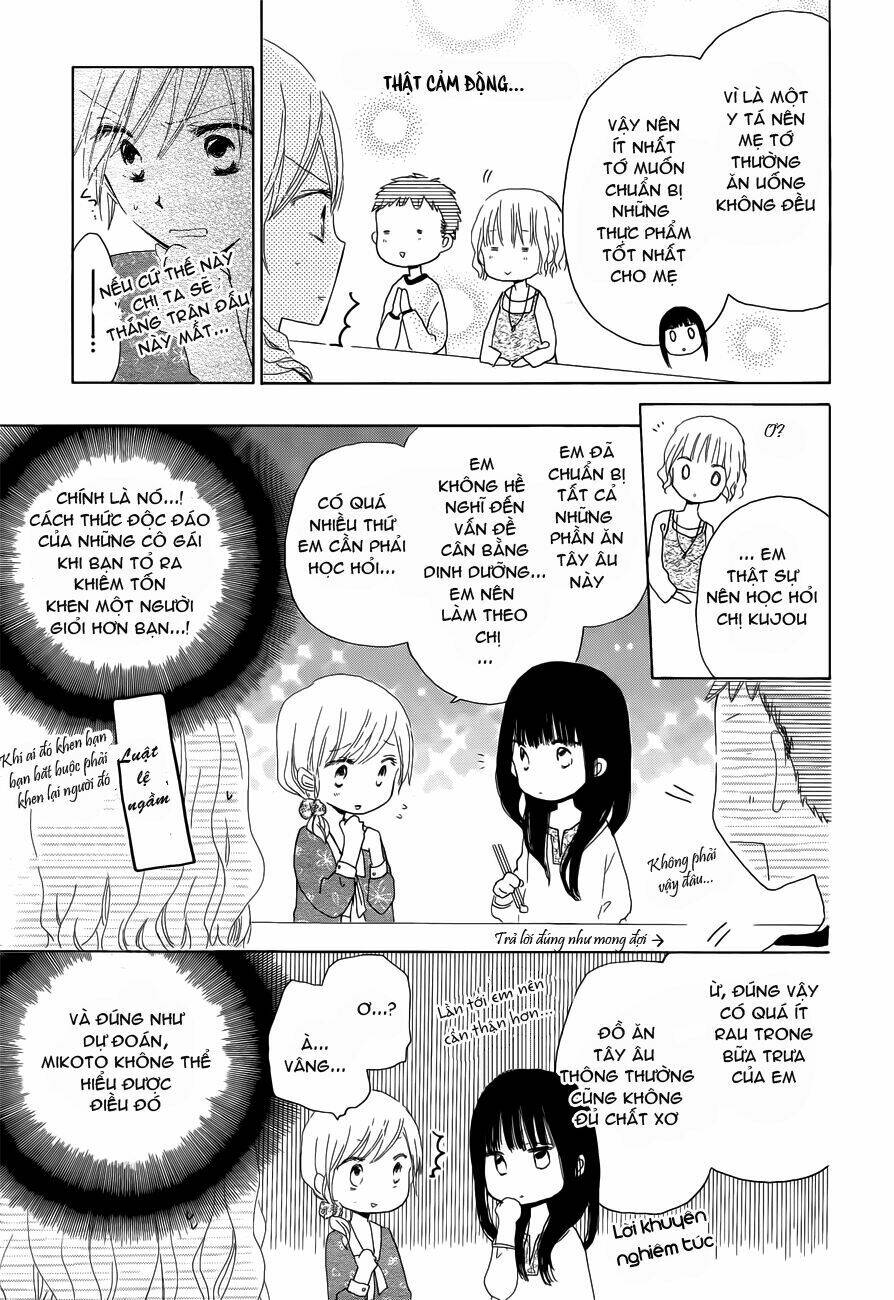 VÌ LÀ MỘT
Y TÁ NÊN
MẸ TỚ
THƯỜNG
ĂN UỐNG
KHÔNG ĐỀU
VẬY NÊN
ÍT NHẤT
TỚ MUỐN
CHUẨN BỊ
NHỮNG
THỰC PHẨM
TỐT NHẤT
CHO MẸ
THẬT CẢM ĐỘNG...
NẾU CỨ THẾ NÀY
CHỊ TA SẼ
THẮNG TRẬN ĐẤU
NÀY MẤT...
Ơ?
... EM
THẬT SỰ
NÊN HỌC HỎI
CHỊ KUJOU
EM ĐÃ
CHUẨN BỊ
TẤT CẢ
NHỮNG
PHẦN ĂN
TÂY ÂU
NÀY
EM
KHÔNG HỀ
NGHĨ ĐẾN
VẤN ĐỀ
CÂN BẰNG
DINH DƯỠNG...
EM NÊN
LÀM THEO
CHỊ
...
CÓ QUÁ
NHIỀU THỨ
EM CẦN PHẢI
HỌC HỎI...
CHÍNH LÀ NÓ...!
CÁCH THỨC ĐỘC ĐÁO
CỦA NHỮNG CÔ GÁI
KHI BẠN TỎ RA
KHIÊM TỐN
KHEN MỘT NGƯỜI
GIỎI HƠN BẠN...!
Luật
lệ
ngầm
Khi ai đó khen bạn
bạn bắt buộc phải
khen lại người đó
Không phải
vậy đâu...
Trả lời đúng như mong đợi →
Ừ, ĐÚNG VẬY
CÓ QUÁ ÍT
RAU TRONG
BỮA TRƯA
CỦA EM
ĐỒ ĂN
TÂY ÂU
THÔNG THƯỜNG
CŨNG KHÔNG
ĐỦ CHẤT XƠ
Lần tới em nên
cẩn thận hơn...
Lời khuyên
nghiêm túc
Ơ...?
À...
VÂNG...
VÀ ĐÚNG NHƯ
DỰ ĐOÁN,
MIKOTO KHÔNG THỂ
HIỂU ĐƯỢC
ĐIỀU ĐÓ